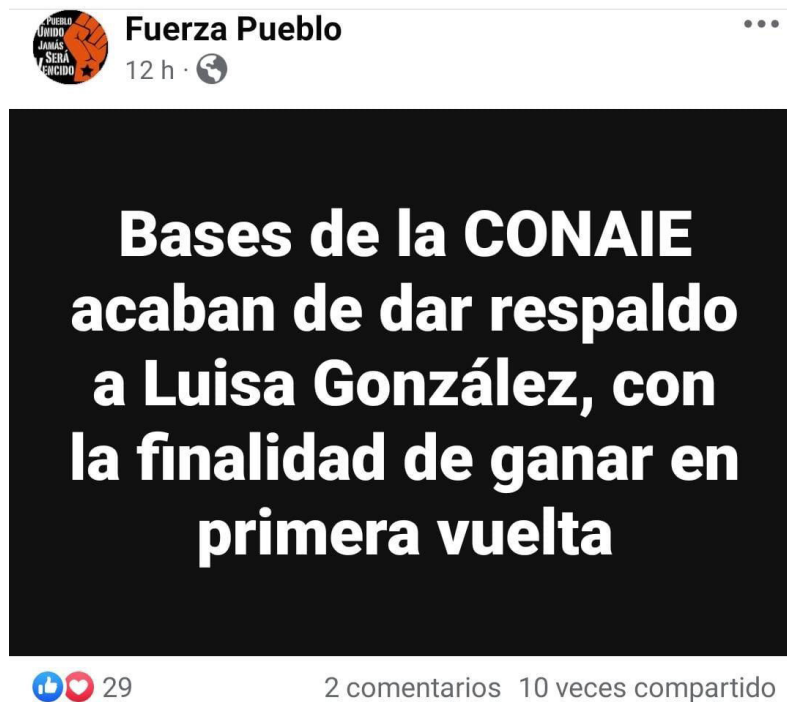 PUEBLO
UNIDO
JAMÁS
SERÁ
VENCIDO
Fuerza Pueblo
12 h ·
Bases de la CONAIE
acaban de dar respaldo
a Luisa González, con
la finalidad de ganar en
primera vuelta
29
2 comentarios 10 veces compartido